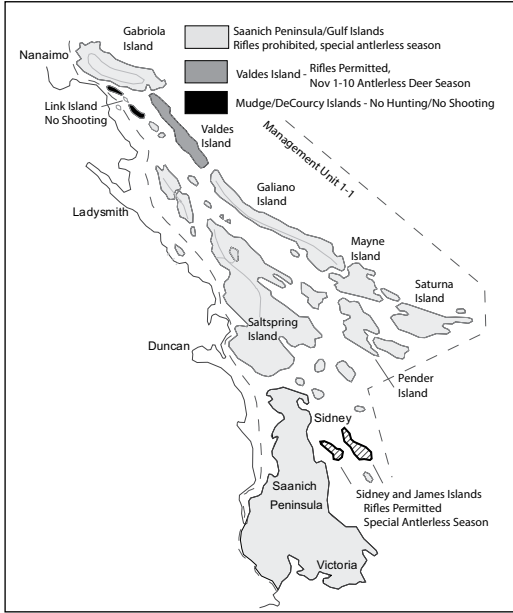 Gabriola
Island
Saanich Peninsula/Gulf Islands
Rifles prohibited, special antlerless season
Nanaimo
Valdes Island - Rifles Permitted,
Nov 1-10 Antlerless Deer Season
Link Island
No Shooting
Mudge/DeCourcy Islands - No Hunting/No Shooting
Valdes
Island
Management Unit 1-1
Galiano
Island
Ladysmith
Mayne
Island
Saturna
Island
Saltspring
Island
Duncan
Pender
Island
Sidney
Saanich
Peninsula
Sidney and James Islands
Rifles Permitted
Special Antlerless Season
Victoria